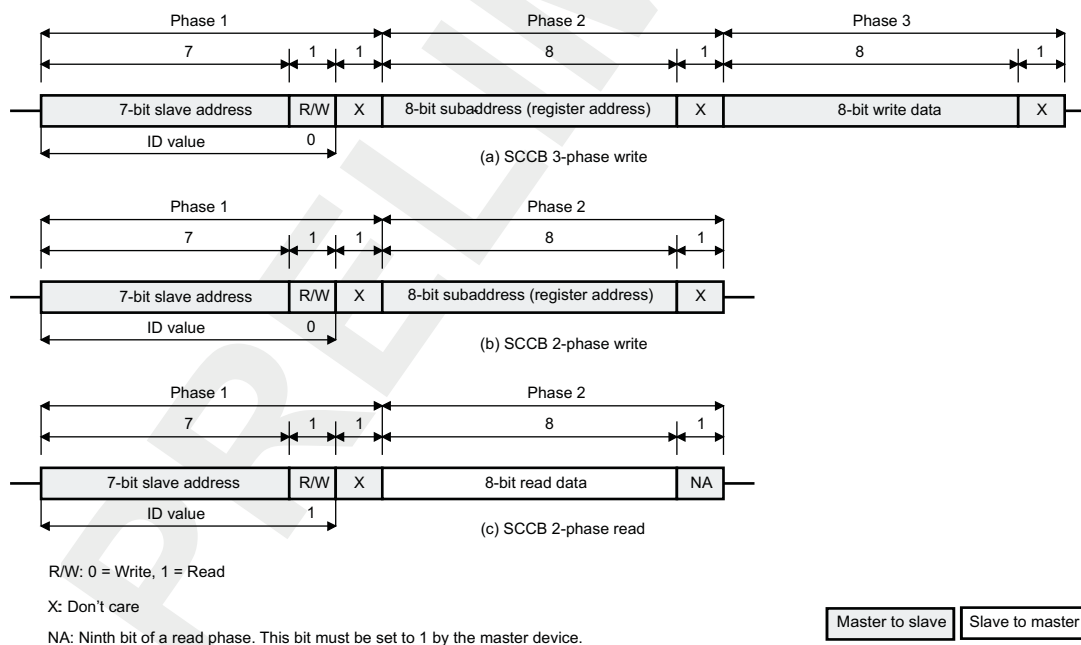 Phase 1 Phase 2 Phase 3
7 1 1 8 1 8 1
7-bit slave address R/W X 8-bit subaddress (register address) X 8-bit write data X
ID value 0
(a) SCCB 3-phase write
Phase 1 Phase 2
7 1 1 8 1
7-bit slave address R/W X 8-bit subaddress (register address) X
ID value 0
(b) SCCB 2-phase write
Phase 1 Phase 2
7 1 1 8 1
7-bit slave address R/W X 8-bit read data NA
ID value 1
(c) SCCB 2-phase read
R/W: 0 = Write, 1 = Read
X: Don't care
NA: Ninth bit of a read phase. This bit must be set to 1 by the master device.
Master to slave Slave to master